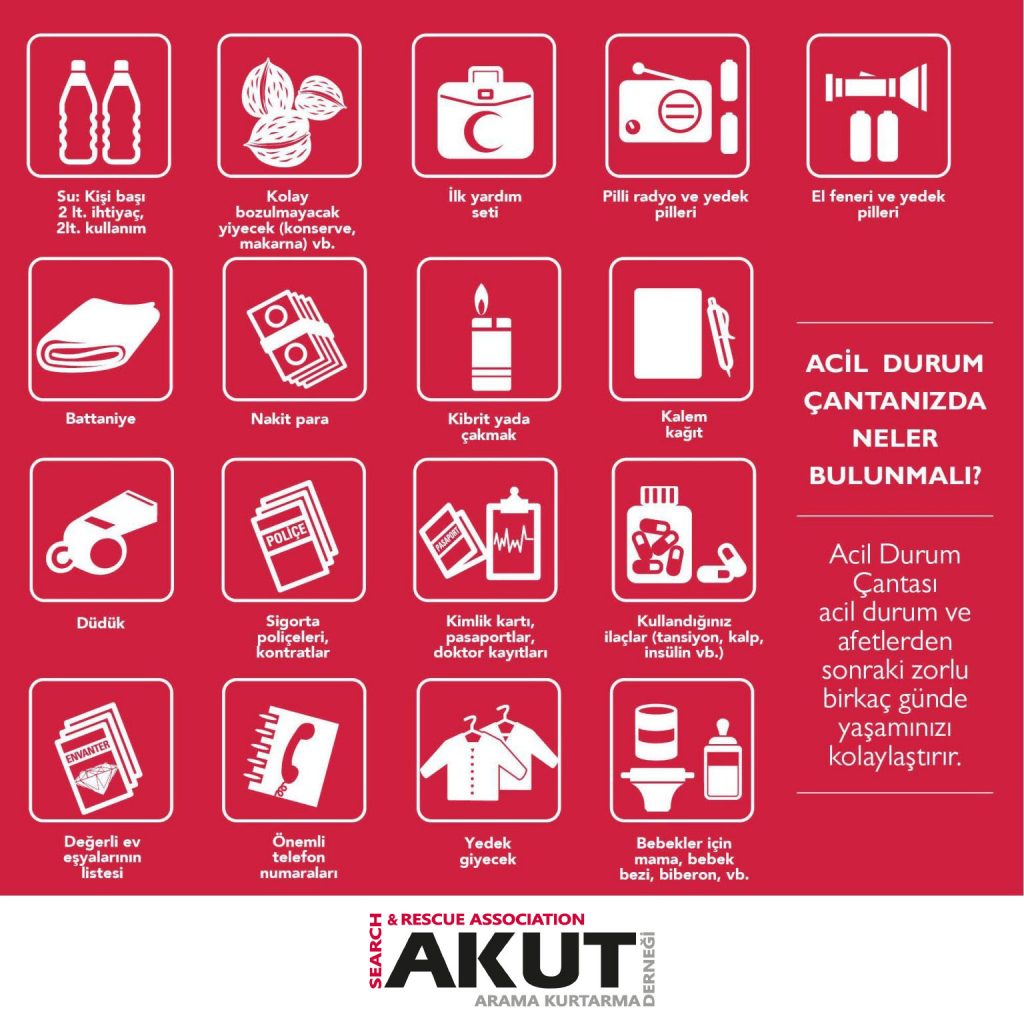 Su: Kişi başı
2 lt. ihtiyaç,
2lt. kullanım
Kolay
bozulmayacak
yiyecek (konserve,
makarna) vb.
İlk yardım
seti
Pilli radyo ve yedek
pilleri
El feneri ve yedek
pilleri
Battaniye
Nakit para
Kibrit yada
çakmak
Kalem
kağıt
ACİL DURUM
ÇANTANIZDA
NELER
BULUNMALI?
Acil Durum
Çantası
acil durum ve
afetlerden
sonraki zorlu
birkaç günde
yaşamınızı
kolaylaştırır.
Düdük
POLİÇE
Sigorta
poliçeleri,
kontratlar
PASAPORT
Kimlik kartı,
pasaportlar,
doktor kayıtları
Kullandığınız
ilaçlar (tansiyon, kalp,
insülin vb.)
ENVANTER
Değerli ev
eşyalarının
listesi
Önemli
telefon
numaraları
Yedek
giyecek
Bebekler için
mama, bebek
bezi, biberon, vb.
SEARCH
& RESCUE ASSOCIATION
AKUT
ARAMA KURTARMA
DERNEĞİ